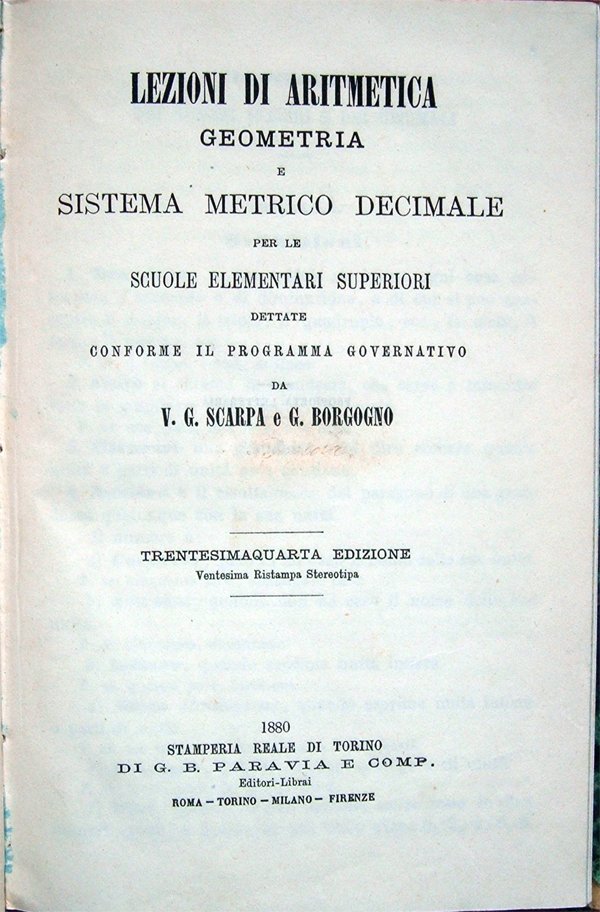 LEZIONI DI ARITMETICA
GEOMETRIA
E
SISTEMA METRICO DECIMALE
PER LE
SCUOLE ELEMENTARI SUPERIORI
DETTATE
CONFORME IL PROGRAMMA GOVERNATIVO
DA
V. G. SCARPA e G. BORGOGNO
TRENTESIMAQUARTA EDIZIONE
Ventesima Ristampa Stereotipa
1880
STAMPERIA REALE DI TORINO
DI G. B. PARAVIA E COMP.
Editori-Librai
ROMA — TORINO — MILANO — FIRENZE